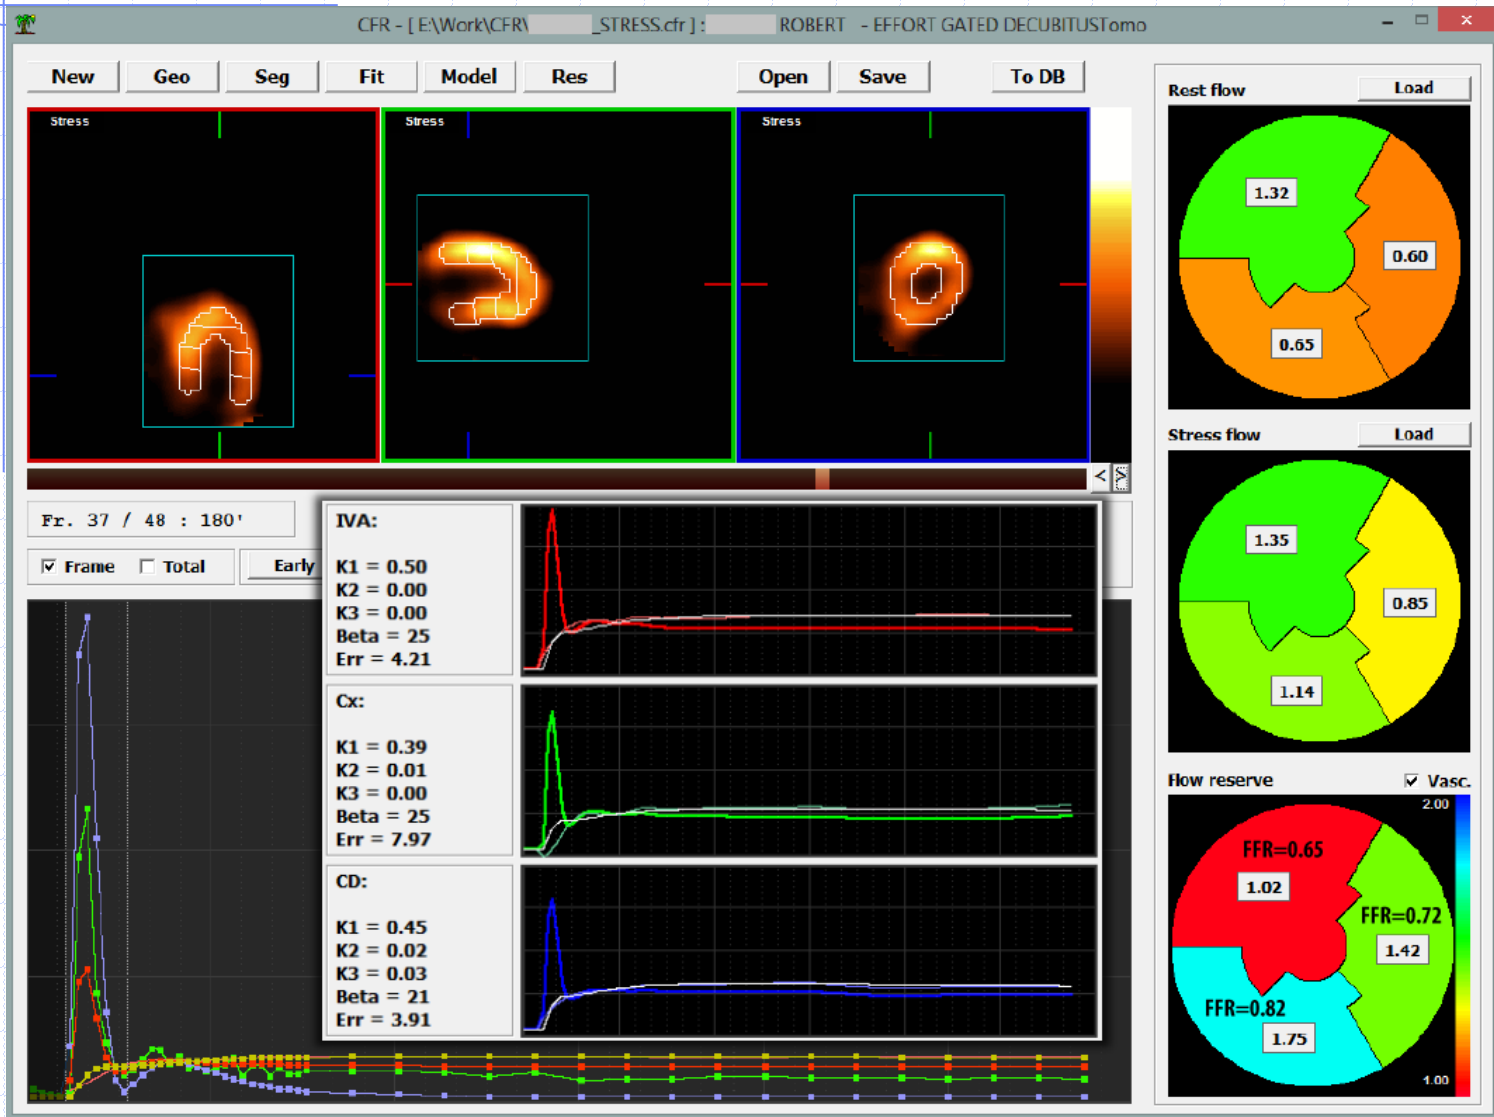 CFR - [ E:\Work\CFR\ _STRESS.cfr ] : ROBERT - EFFORT GATED DECUBITUSTomo
New Geo Seg Fit Model Res Open Save To DB
Stress
Stress
Stress
< >
Fr. 37 / 48 : 180'
Frame Total Early
IVA:
K1 = 0.50
K2 = 0.00
K3 = 0.00
Beta = 25
Err = 4.21
Cx:
K1 = 0.39
K2 = 0.01
K3 = 0.00
Beta = 25
Err = 7.97
CD:
K1 = 0.45
K2 = 0.02
K3 = 0.03
Beta = 21
Err = 3.91
Rest flow Load
1.32
0.60
0.65
Stress flow Load
1.35
0.85
1.14
Flow reserve Vasc.
2.00
FFR=0.65
1.02
FFR=0.72
1.42
FFR=0.82
1.75
1.00